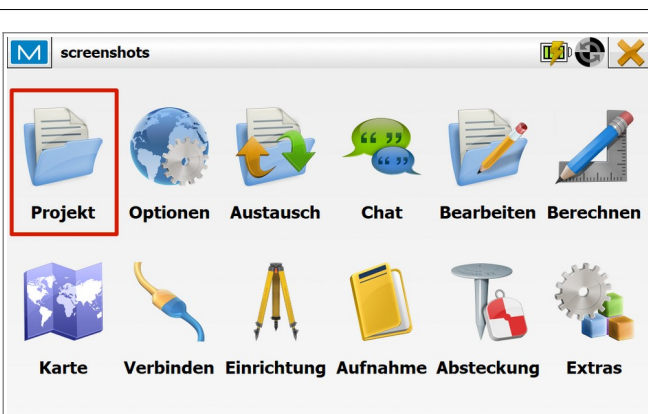 screenshots
Projekt Optionen Austausch Chat Bearbeiten Berechnen
Karte Verbinden Einrichtung Aufnahme Absteckung Extras